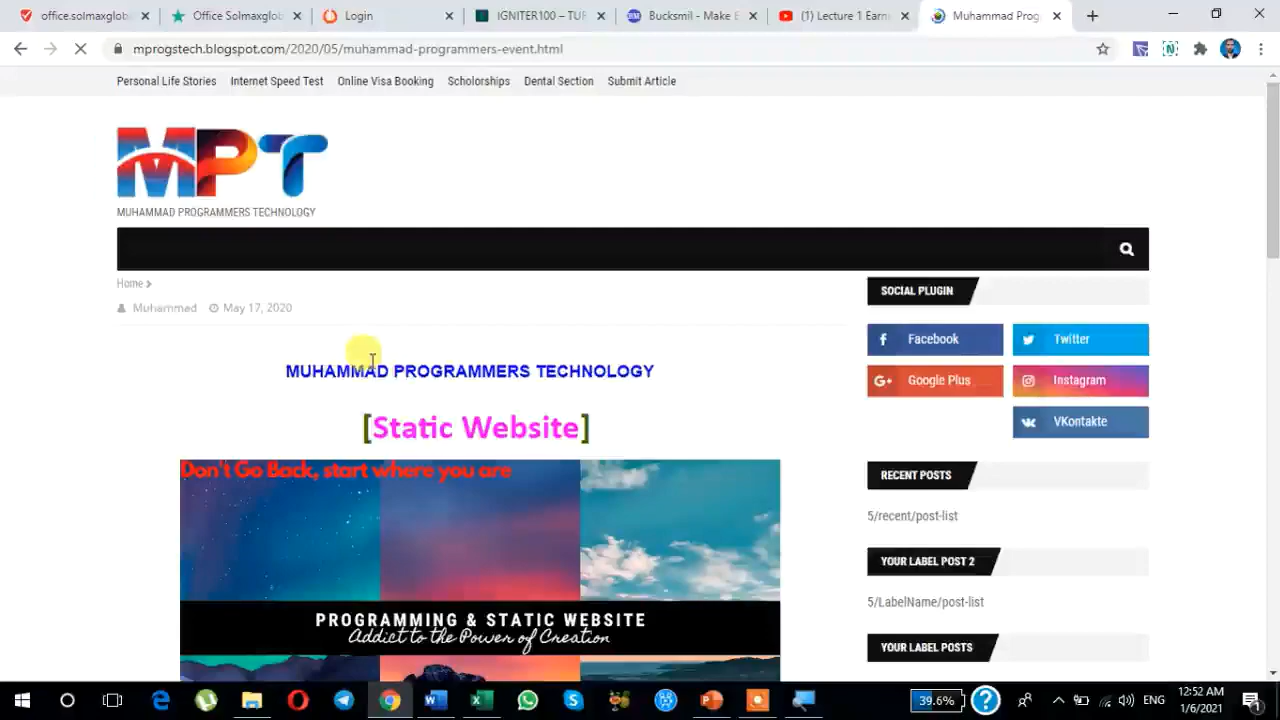 office.solmaxglob
Office.Solmaxglob
Login
IGNITER100 – TUF
Bucksmil - Make E
(1) Lecture 1 Earn
Muhammad Prog
mprogstech.blogspot.com/2020/05/muhammad-programmers-event.html
Personal Life Stories Internet Speed Test Online Visa Booking Scholorships Dental Section Submit Article
MPT
MUHAMMAD PROGRAMMERS TECHNOLOGY
Home
Muhammad May 17, 2020
MUHAMMAD PROGRAMMERS TECHNOLOGY
[Static Website]
Don't Go Back, start where you are
PROGRAMMING & STATIC WEBSITE
Addict to the Power of Creation
SOCIAL PLUGIN
Facebook Twitter
Google Plus Instagram
VKontakte
RECENT POSTS
5/recent/post-list
YOUR LABEL POST 2
5/LabelName/post-list
YOUR LABEL POSTS
39.6%
ENG
12:52 AM
1/6/2021